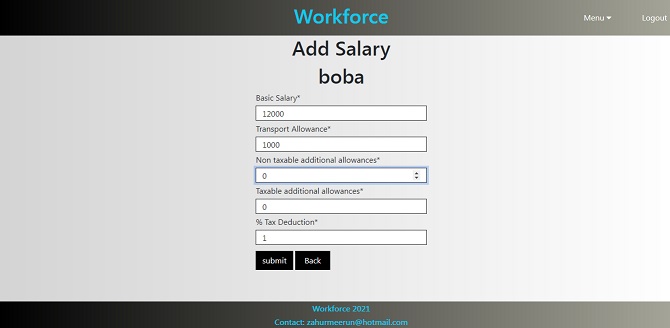 Workforce
Menu Logout
Add Salary
boba
Basic Salary*
12000
Transport Allowance*
1000
Non taxable additional allowances*
0
Taxable additional allowances*
0
% Tax Deduction*
1
submit Back
Workforce 2021
Contact: zahurmeerun@hotmail.com